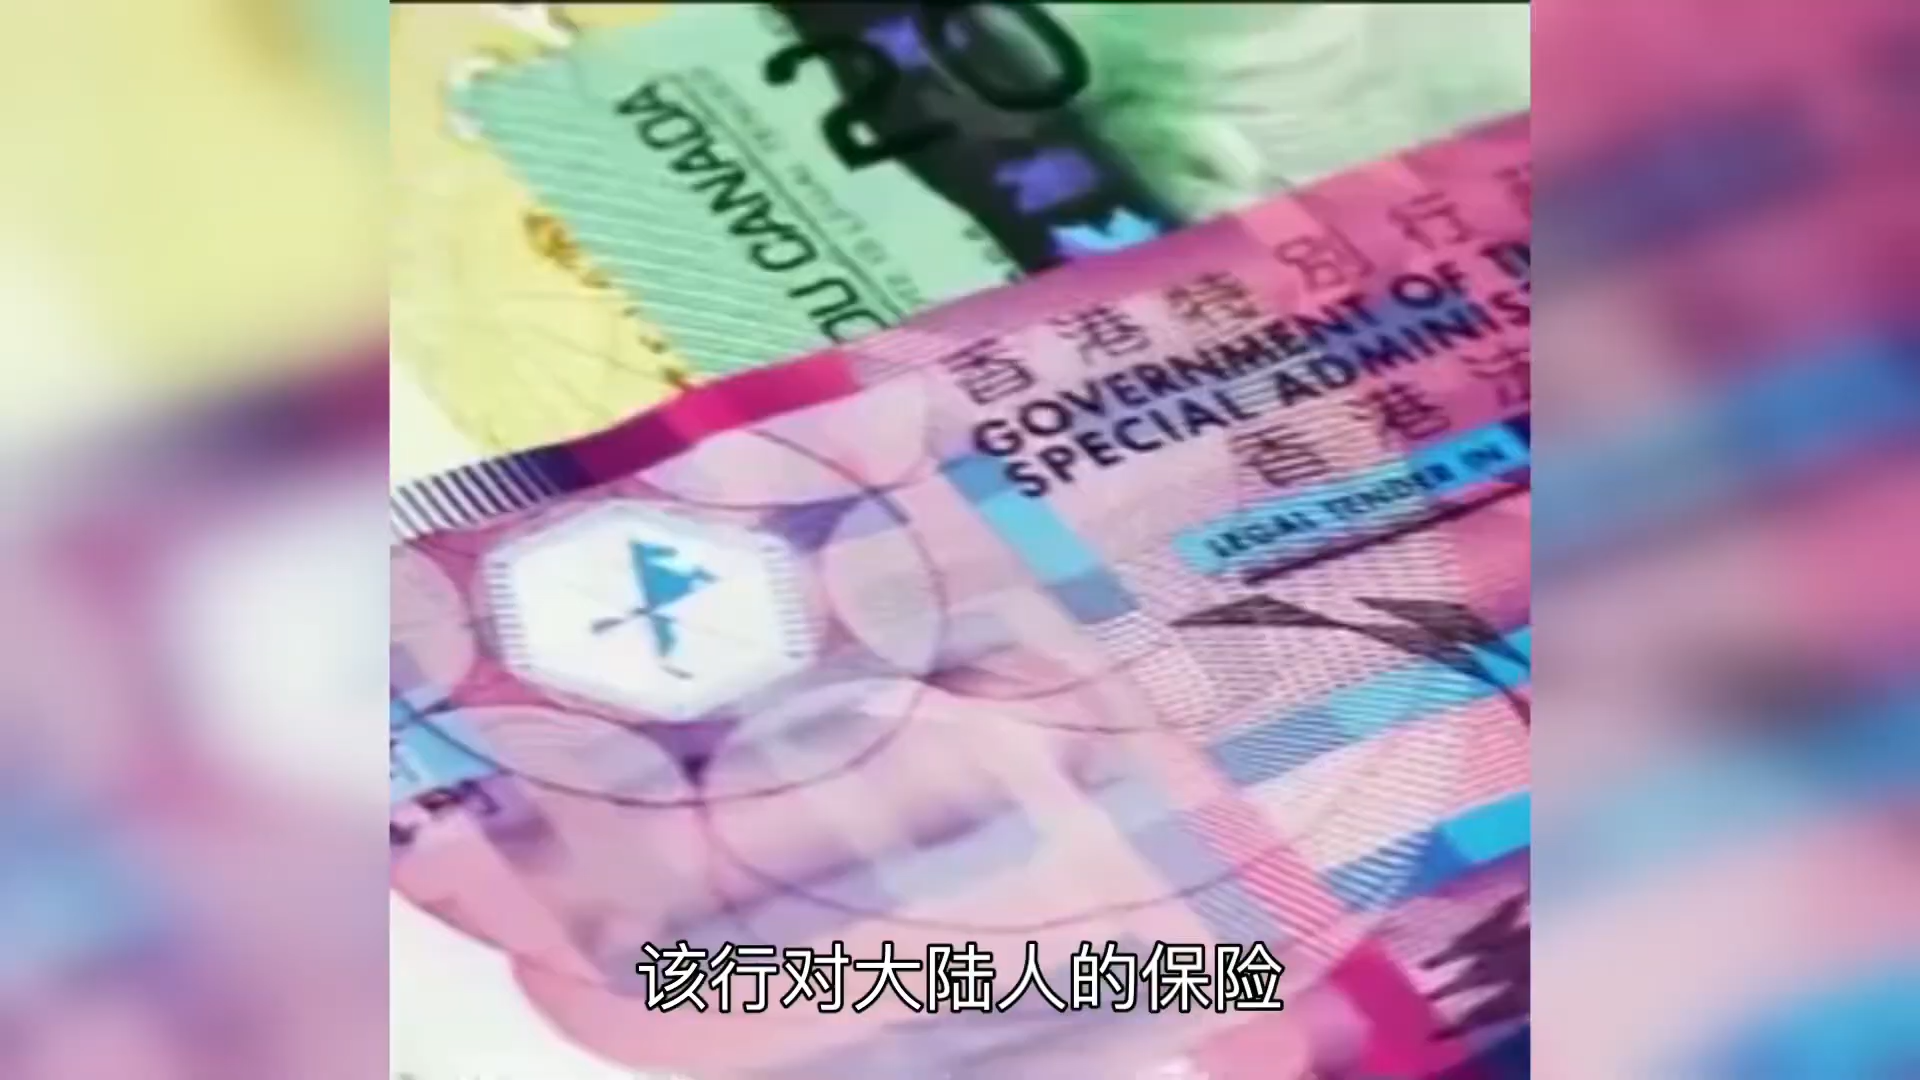 DU CANADA
香港特別行
GOVERNMENT OF
SPECIAL ADMINIS
香港法
LEGAL TENDER IN
该行对大陆人的保险